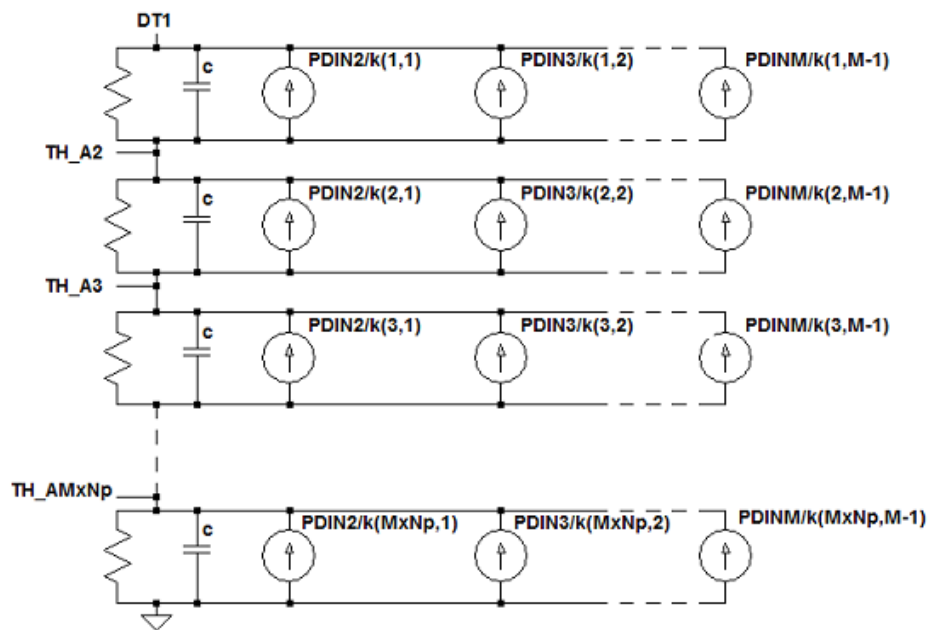 DT1
c
PDIN2/k(1,1)
PDIN3/k(1,2)
PDINM/k(1,M-1)
TH_A2
c
PDIN2/k(2,1)
PDIN3/k(2,2)
PDINM/k(2,M-1)
TH_A3
c
PDIN2/k(3,1)
PDIN3/k(3,2)
PDINM/k(3,M-1)
TH_AMxNp
c
PDIN2/k(MxNp,1)
PDIN3/k(MxNp,2)
PDINM/k(MxNp,M-1)